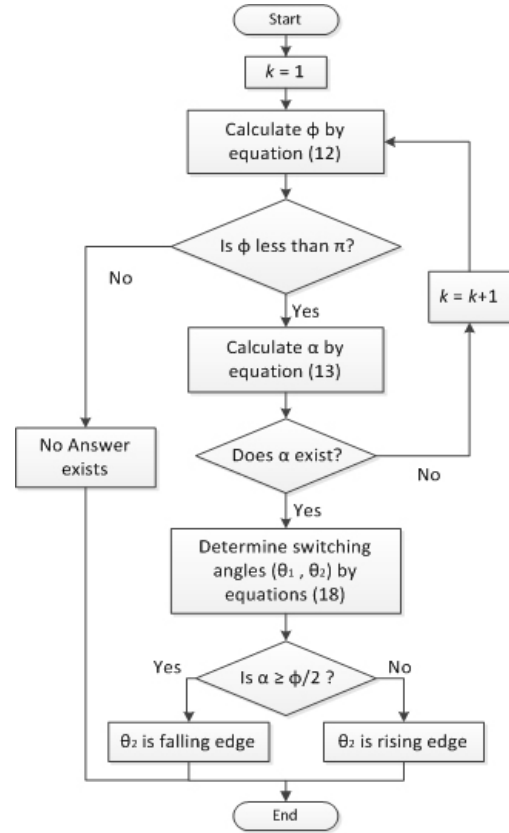 Start
k = 1
Calculate ϕ by
equation (12)
Is ϕ less than π?
No
Yes
k = k+1
Calculate α by
equation (13)
No Answer
exists
Does α exist?
No
Yes
Determine switching
angles (θ₁ , θ₂) by
equations (18)
Yes
Is α ≥ ϕ/2 ?
No
θ₂ is falling edge
θ₂ is rising edge
End